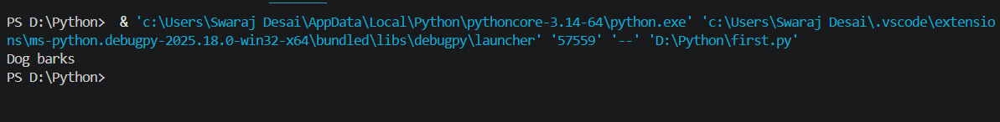 PS D:\Python>  & 'c:\Users\Swaraj Desai\AppData\Local\Python\pythoncore-3.14-64\python.exe' 'c:\Users\Swaraj Desai\.vscode\extensio
ns\ms-python.debugpy-2025.18.0-win32-x64\bundled\libs\debugpy\launcher' '57559' '--' 'D:\Python\first.py'
Dog barks
PS D:\Python>